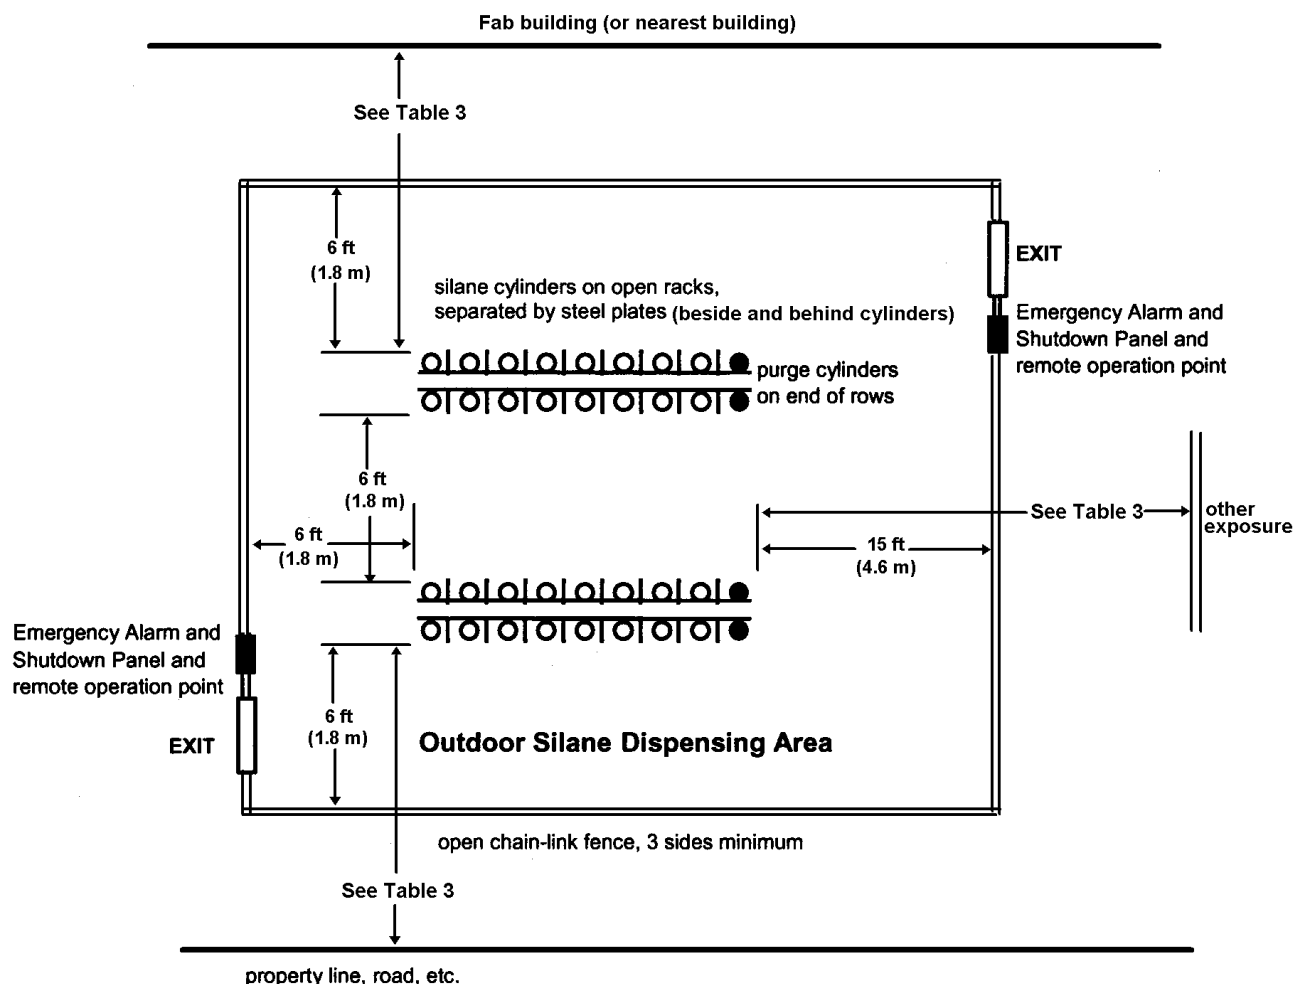 Fab building (or nearest building)
See Table 3
6 ft
(1.8 m)
EXIT
silane cylinders on open racks,
separated by steel plates (beside and behind cylinders)
Emergency Alarm and
Shutdown Panel and
remote operation point
purge cylinders
on end of rows
6 ft
(1.8 m)
See Table 3
other
exposure
6 ft
(1.8 m)
15 ft
(4.6 m)
Emergency Alarm and
Shutdown Panel and
remote operation point
6 ft
(1.8 m)
EXIT
Outdoor Silane Dispensing Area
open chain-link fence, 3 sides minimum
See Table 3
property line, road, etc.